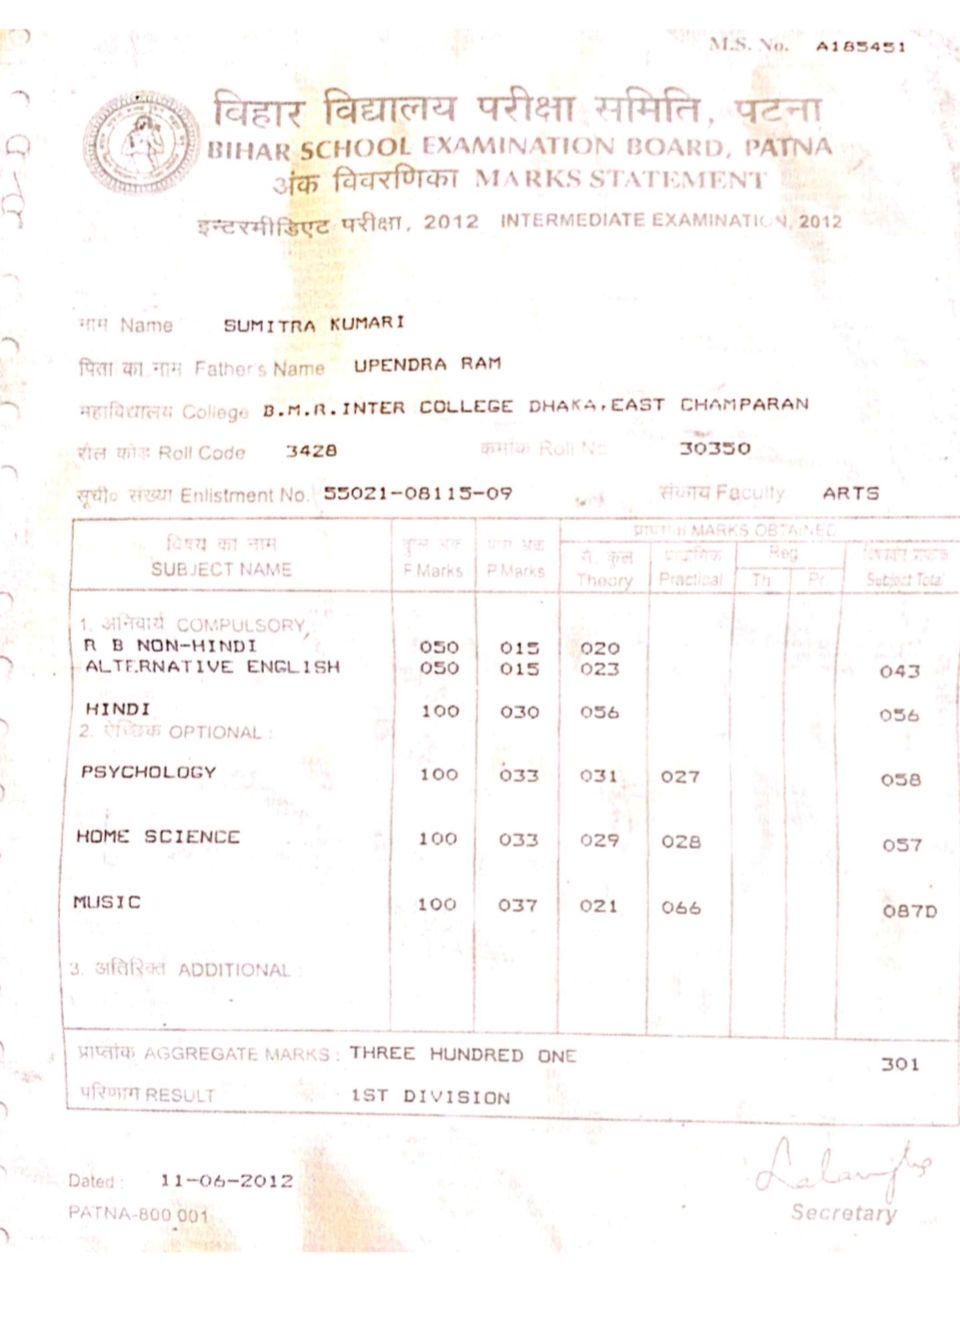 M.S. No. A185451
विहार विद्यालय परीक्षा समिति, पटना
BIHAR SCHOOL EXAMINATION BOARD, PATNA
अंक विवरणिका MARKS STATEMENT
इन्टरमीडिएट परीक्षा, 2012 INTERMEDIATE EXAMINATION, 2012
नाम Name SUMITRA KUMARI
पिता का नाम Father's Name UPENDRA RAM
महाविद्यालय College B.M.R.INTER COLLEGE DHAKA,EAST CHAMPARAN
रौल कोड Roll Code 3428 क्रमांक Roll No 30350
सूची० संख्या Enlistment No. 55021-08115-09 संकाय Faculty ARTS
विषय का नाम कुल अंक अंक प्राप्तांक MARKS OBTAINED
SUBJECT NAME F.Marks P.Marks Theory Practical Reg Th. Pr. Subject Total
1. अनिवार्य COMPULSORY
R B NON-HINDI 050 015 020
ALTERNATIVE ENGLISH 050 015 023 043
HINDI 100 030 056 056
2. ऐच्छिक OPTIONAL :
PSYCHOLOGY 100 033 031 027 058
HOME SCIENCE 100 033 029 028 057
MUSIC 100 037 021 066 087D
3. अतिरिक्त ADDITIONAL :
प्राप्तांक AGGREGATE MARKS : THREE HUNDRED ONE 301
परिणाम RESULT : 1ST DIVISION
Dated : 11-06-2012
PATNA-800 001
Secretary